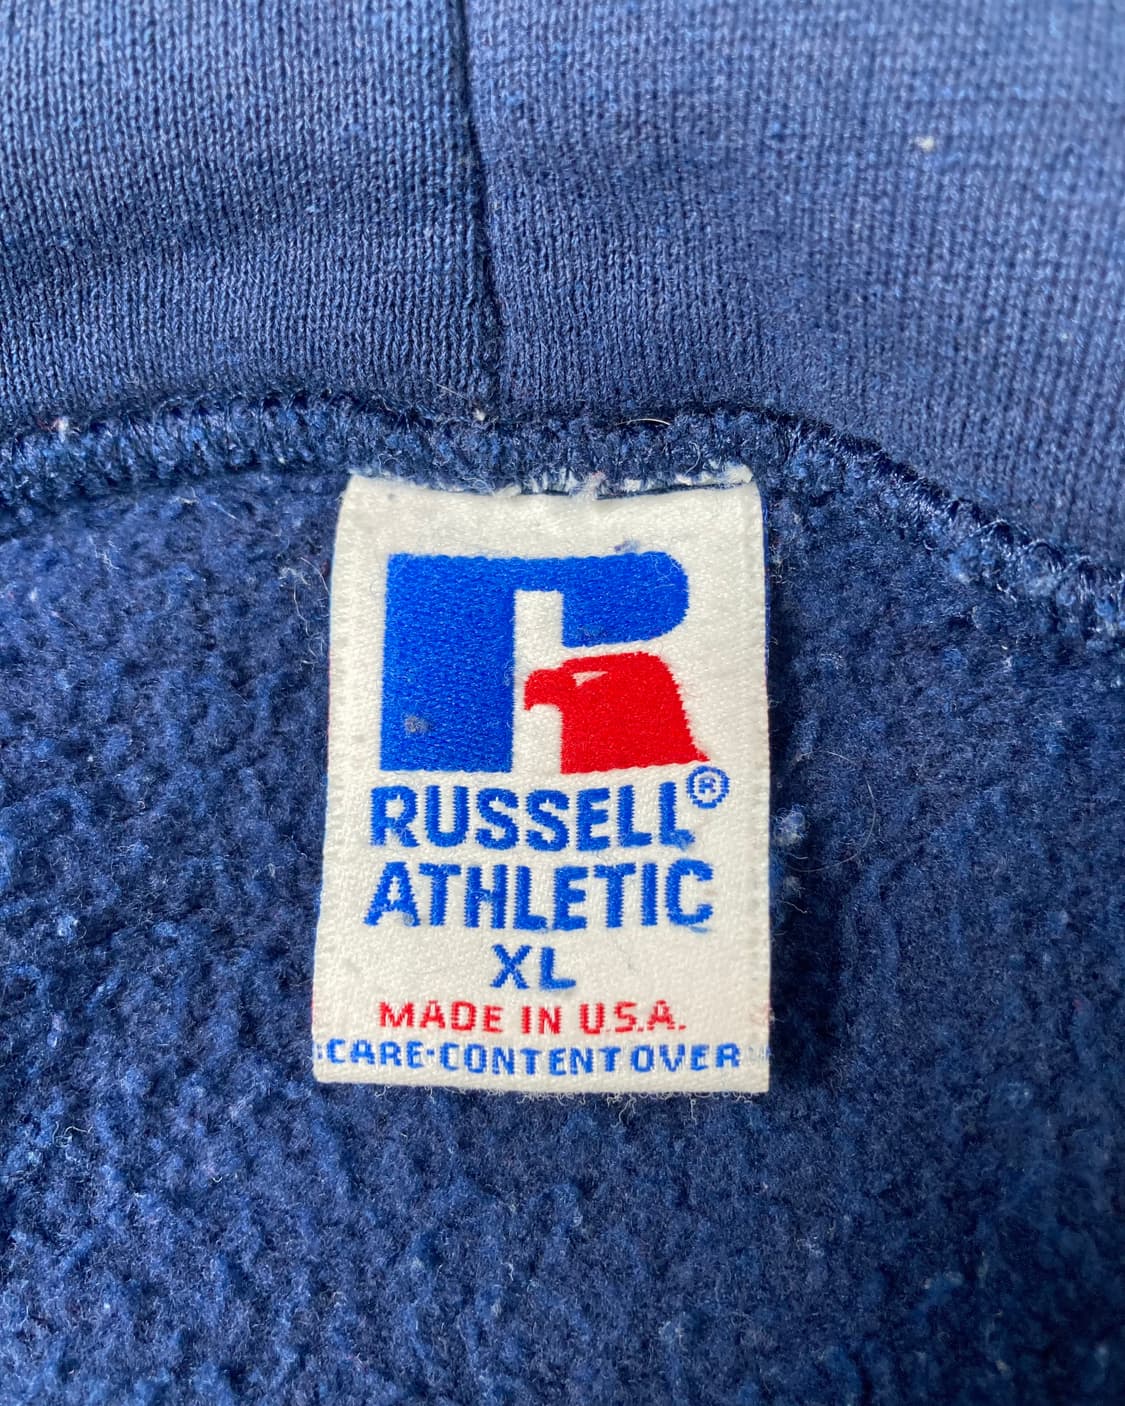 RUSSELL®
ATHLETIC
XL
MADE IN U.S.A.
CARE·CONTENT OVER